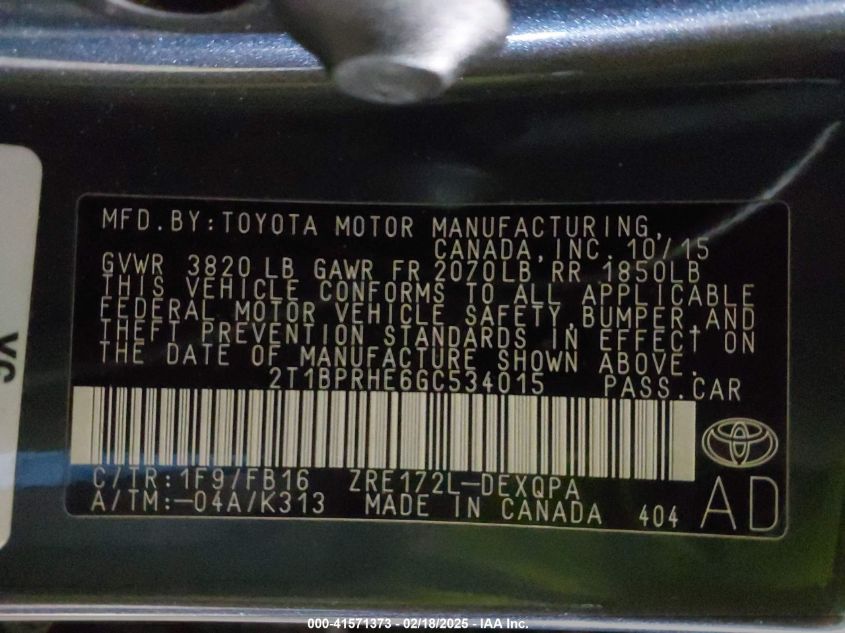 MFD.BY:TOYOTA MOTOR MANUFACTURING,
CANADA,INC. 10/15
GVWR 3820 LB GAWR FR 2070LB RR 1850LB
THIS VEHICLE CONFORMS TO ALL APPLICABLE
FEDERAL MOTOR VEHICLE SAFETY,BUMPER,AND
THEFT PREVENTION STANDARDS IN EFFECT ON
THE DATE OF MANUFACTURE SHOWN ABOVE.
2T1BPRHE6GC534015 PASS.CAR
C/TR:1F9/FB16 ZRE172L-DEXQPA
A/TM:-04A/K313 MADE IN CANADA 404 AD
000-41571373 - 02/18/2025 - IAA Inc.